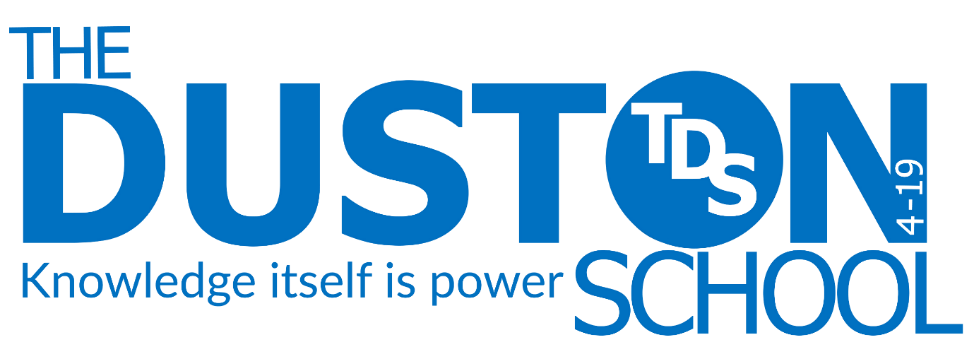 THE
DUSTON
TDS
4-19
Knowledge itself is power
SCHOOL